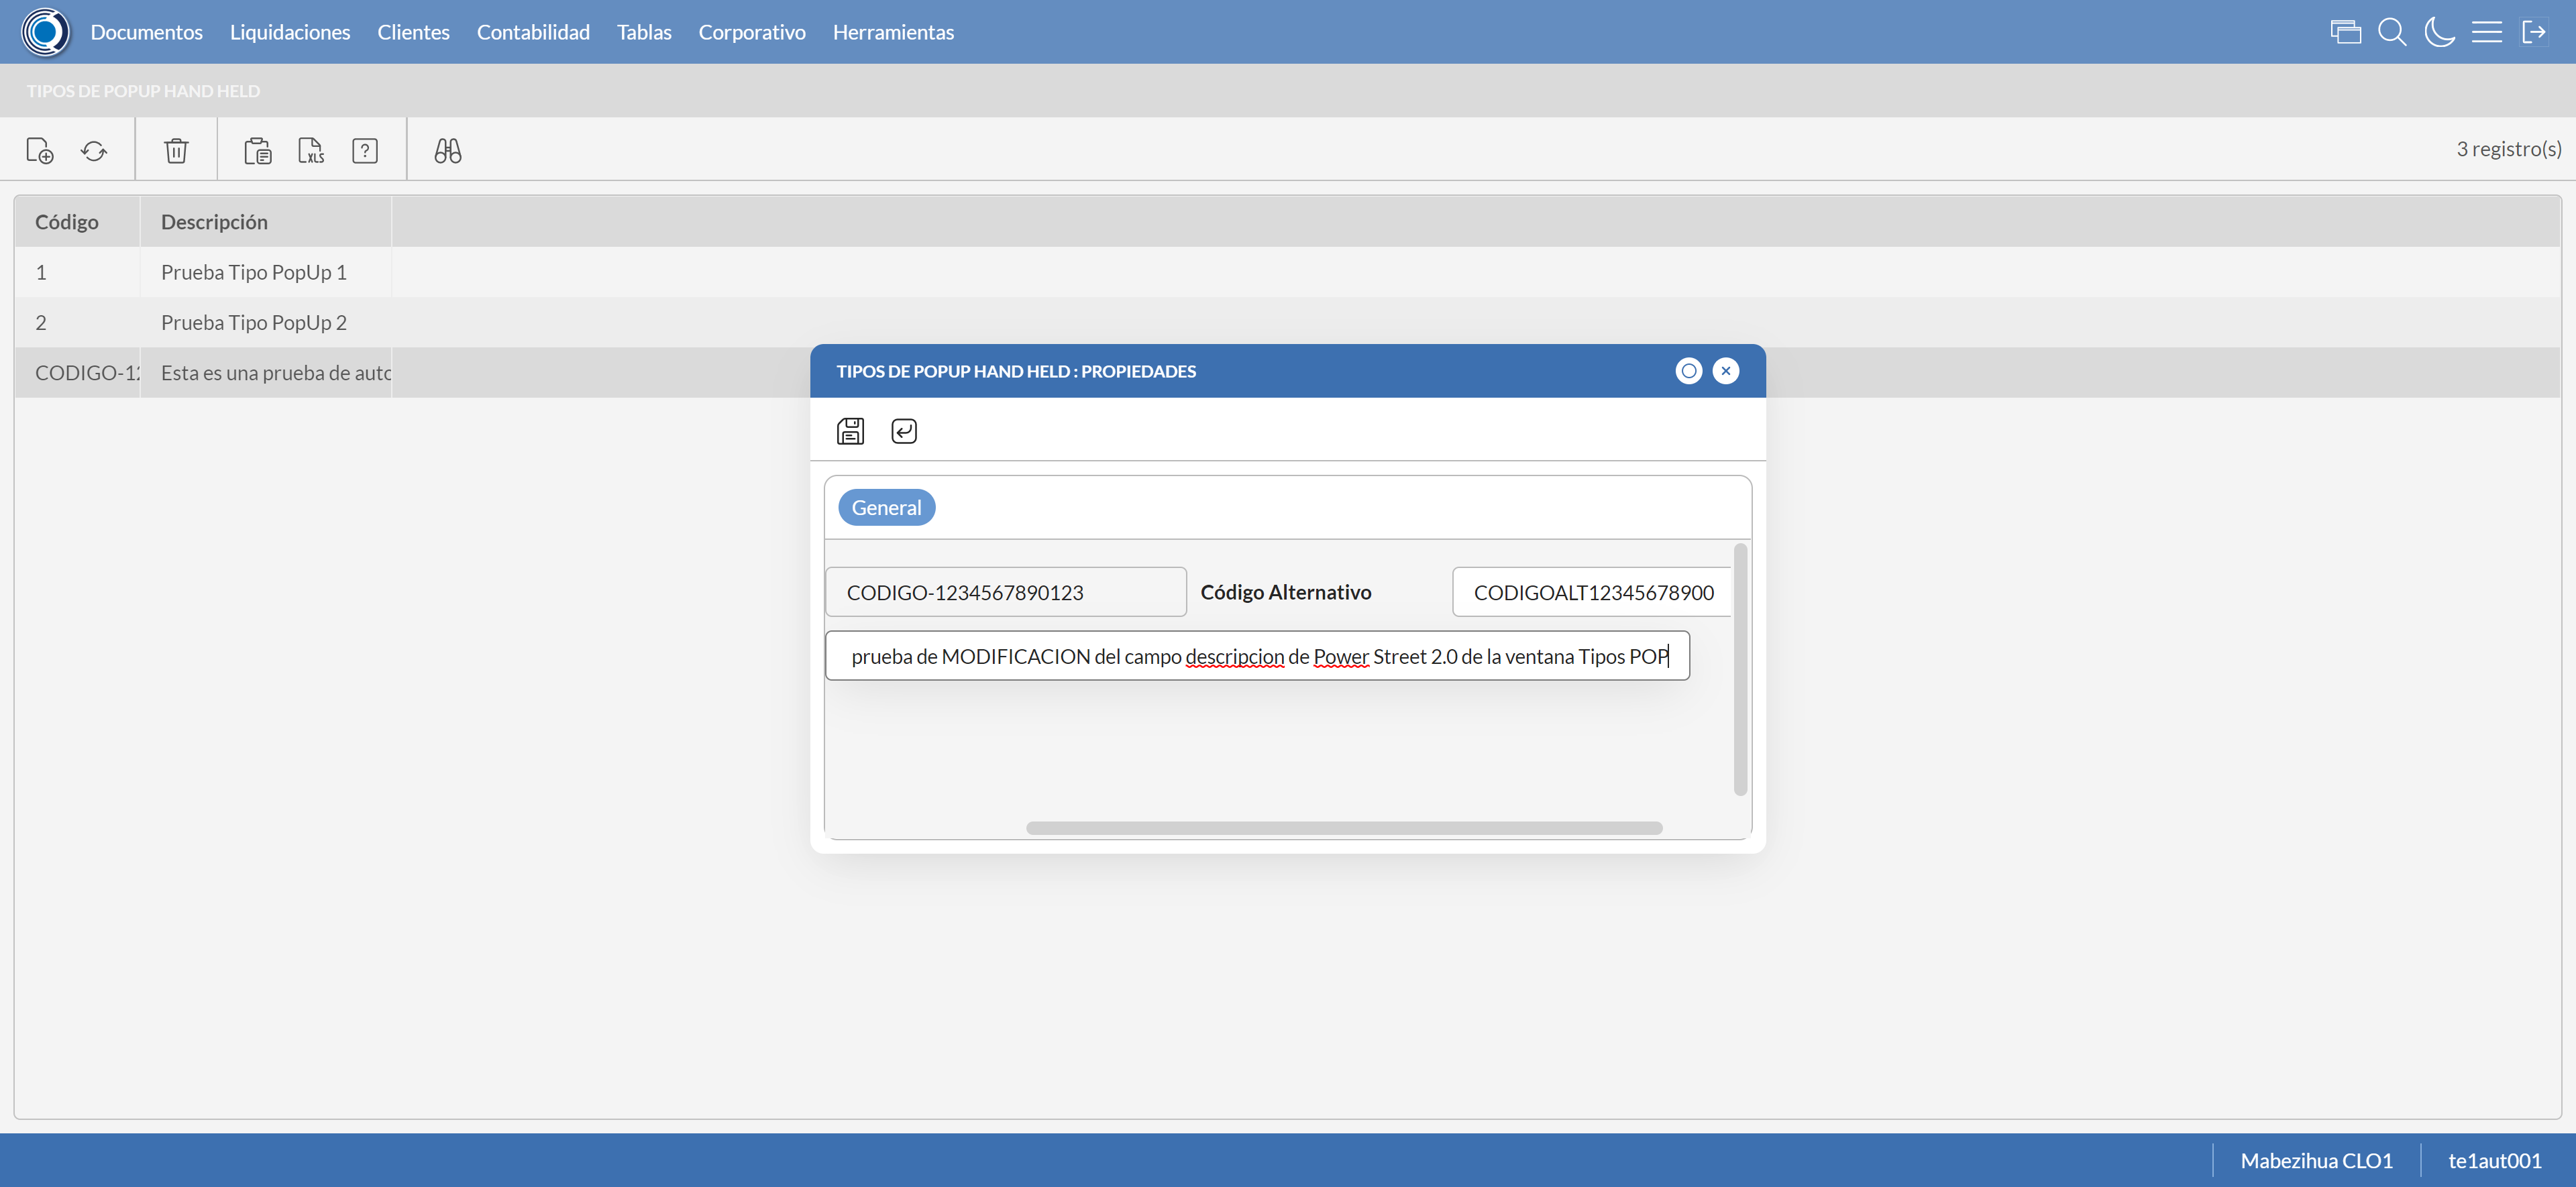 Documentos Liquidaciones Clientes Contabilidad Tablas Corporativo Herramientas
TIPOS DE POPUP HAND HELD
XLS ? 3 registro(s)
Código Descripción
1 Prueba Tipo PopUp 1
2 Prueba Tipo PopUp 2
CODIGO-12 Esta es una prueba de auto
TIPOS DE POPUP HAND HELD : PROPIEDADES
General
CODIGO-1234567890123 Código Alternativo CODIGOALT12345678900
prueba de MODIFICACION del campo descripcion de Power Street 2.0 de la ventana Tipos POP
Mabezihua CLO1 te1aut001